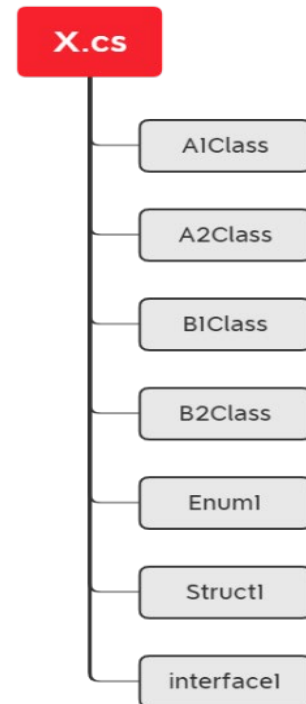 X.cs
A1Class
A2Class
B1Class
B2Class
Enum1
Struct1
interface1